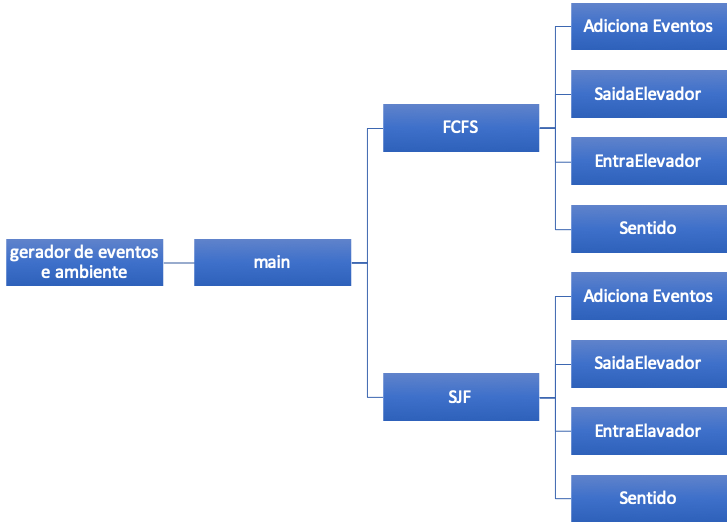 gerador de eventos
e ambiente
main
FCFS
Adiciona Eventos
SaidaElevador
EntraElevador
Sentido
SJF
Adiciona Eventos
SaidaElevador
EntraElavador
Sentido